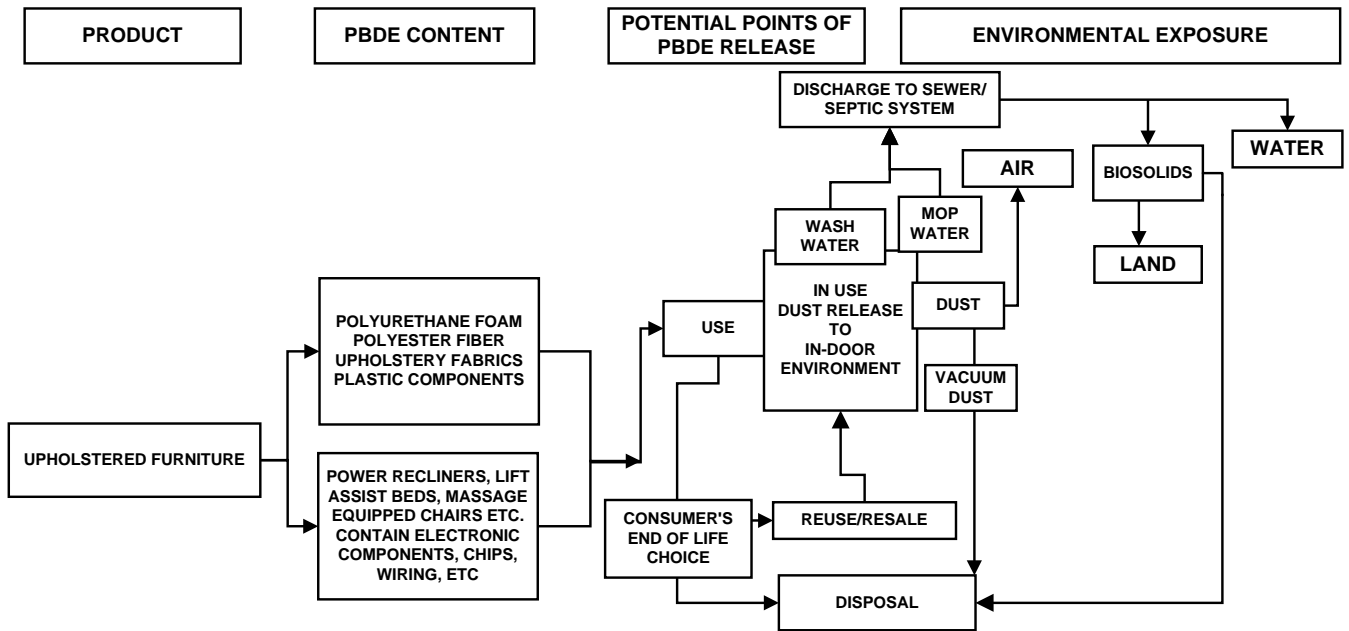 PRODUCT
PBDE CONTENT
POTENTIAL POINTS OF
PBDE RELEASE
ENVIRONMENTAL EXPOSURE
DISCHARGE TO SEWER/
SEPTIC SYSTEM
WATER
BIOSOLIDS
AIR
LAND
WASH
WATER
MOP
WATER
IN USE
DUST RELEASE
TO
IN-DOOR
ENVIRONMENT
DUST
USE
VACUUM
DUST
POLYURETHANE FOAM
POLYESTER FIBER
UPHOLSTERY FABRICS
PLASTIC COMPONENTS
UPHOLSTERED FURNITURE
POWER RECLINERS, LIFT
ASSIST BEDS, MASSAGE
EQUIPPED CHAIRS ETC.
CONTAIN ELECTRONIC
COMPONENTS, CHIPS,
WIRING, ETC
CONSUMER'S
END OF LIFE
CHOICE
REUSE/RESALE
DISPOSAL